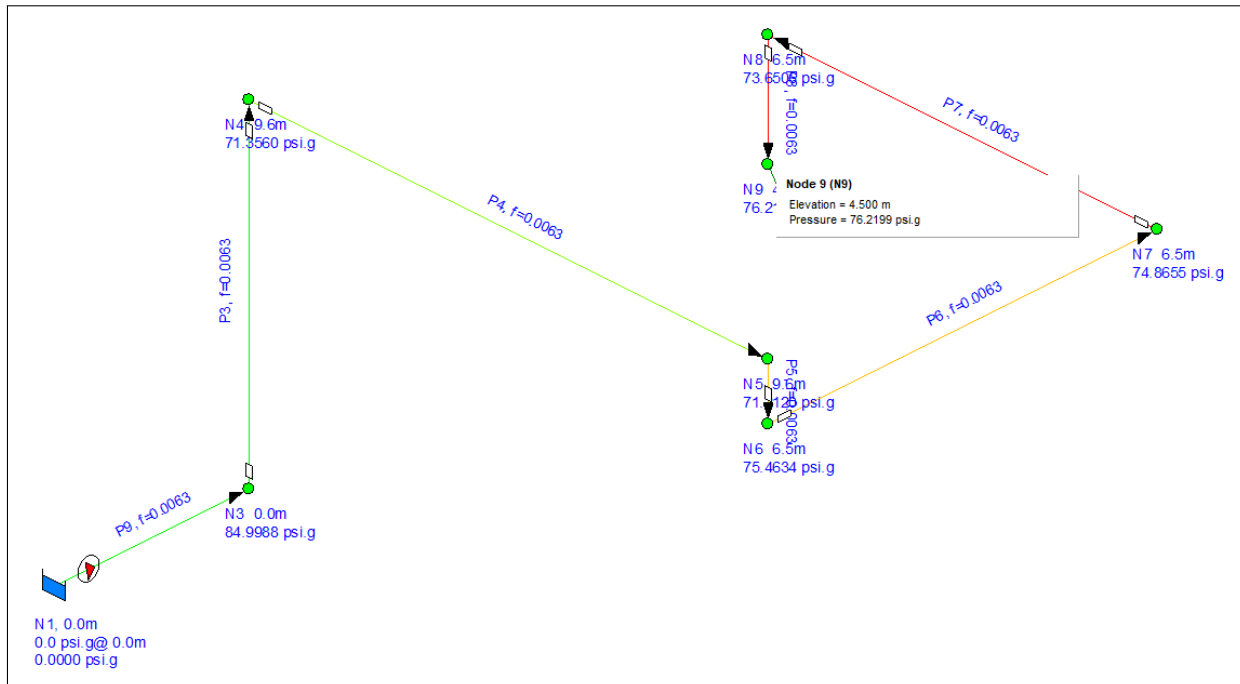 N8 6.5m
P7, f=0.0063
N4 9.6m
71.3560 psi.g
Node 9 (N9)
Elevation = 4.500 m
Pressure = 76.2199 psi.g
N9
P4, f=0.0063
P3, f=0.0063
N7 6.5m
74.8655 psi.g
P6, f=0.0063
N5 9.6m
N6 6.5m
75.4634 psi.g
P9, f=0.0063
N3 0.0m
84.9988 psi.g
N1, 0.0m
0.0 psi.g@ 0.0m
0.0000 psi.g